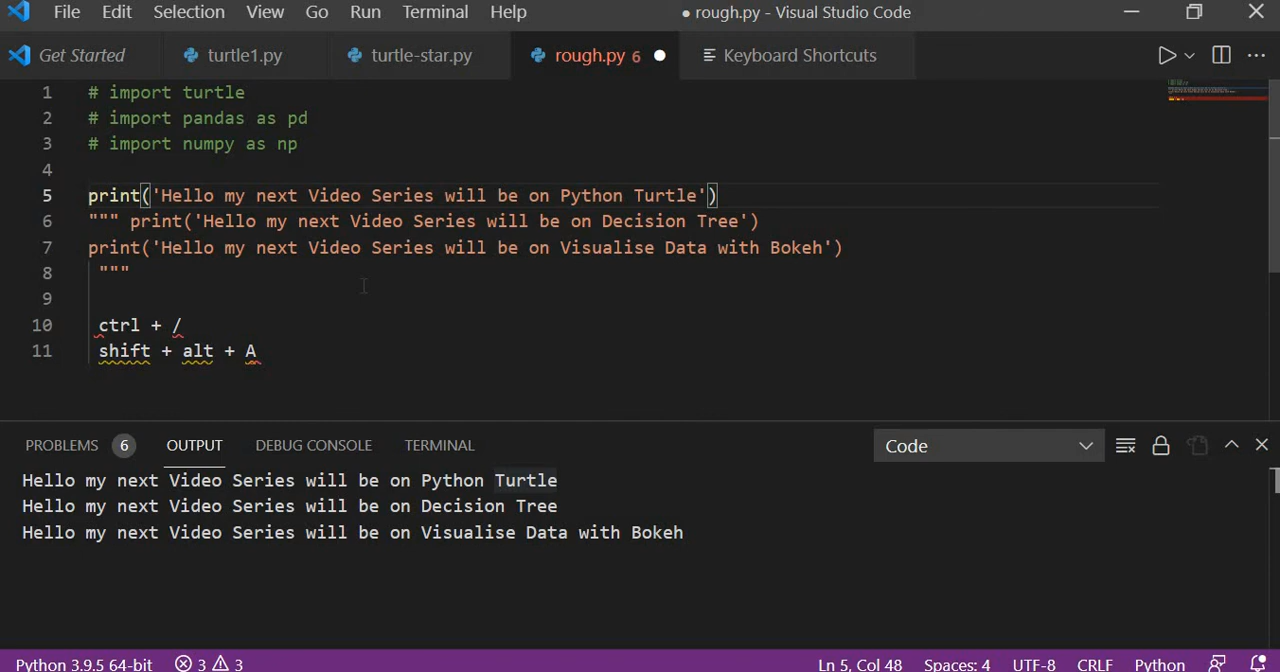 File Edit Selection View Go Run Terminal Help ● rough.py - Visual Studio Code
Get Started turtle1.py turtle-star.py rough.py 6 Keyboard Shortcuts
1 # import turtle
2 # import pandas as pd
3 # import numpy as np
4
5 print('Hello my next Video Series will be on Python Turtle')
6 """ print('Hello my next Video Series will be on Decision Tree')
7 print('Hello my next Video Series will be on Visualise Data with Bokeh')
8 """
9
10 ctrl + /
11 shift + alt + A
PROBLEMS 6 OUTPUT DEBUG CONSOLE TERMINAL Code
Hello my next Video Series will be on Python Turtle
Hello my next Video Series will be on Decision Tree
Hello my next Video Series will be on Visualise Data with Bokeh
Python 3.9.5 64-bit 3 3 Ln 5, Col 48 Spaces: 4 UTF-8 CRLF Python